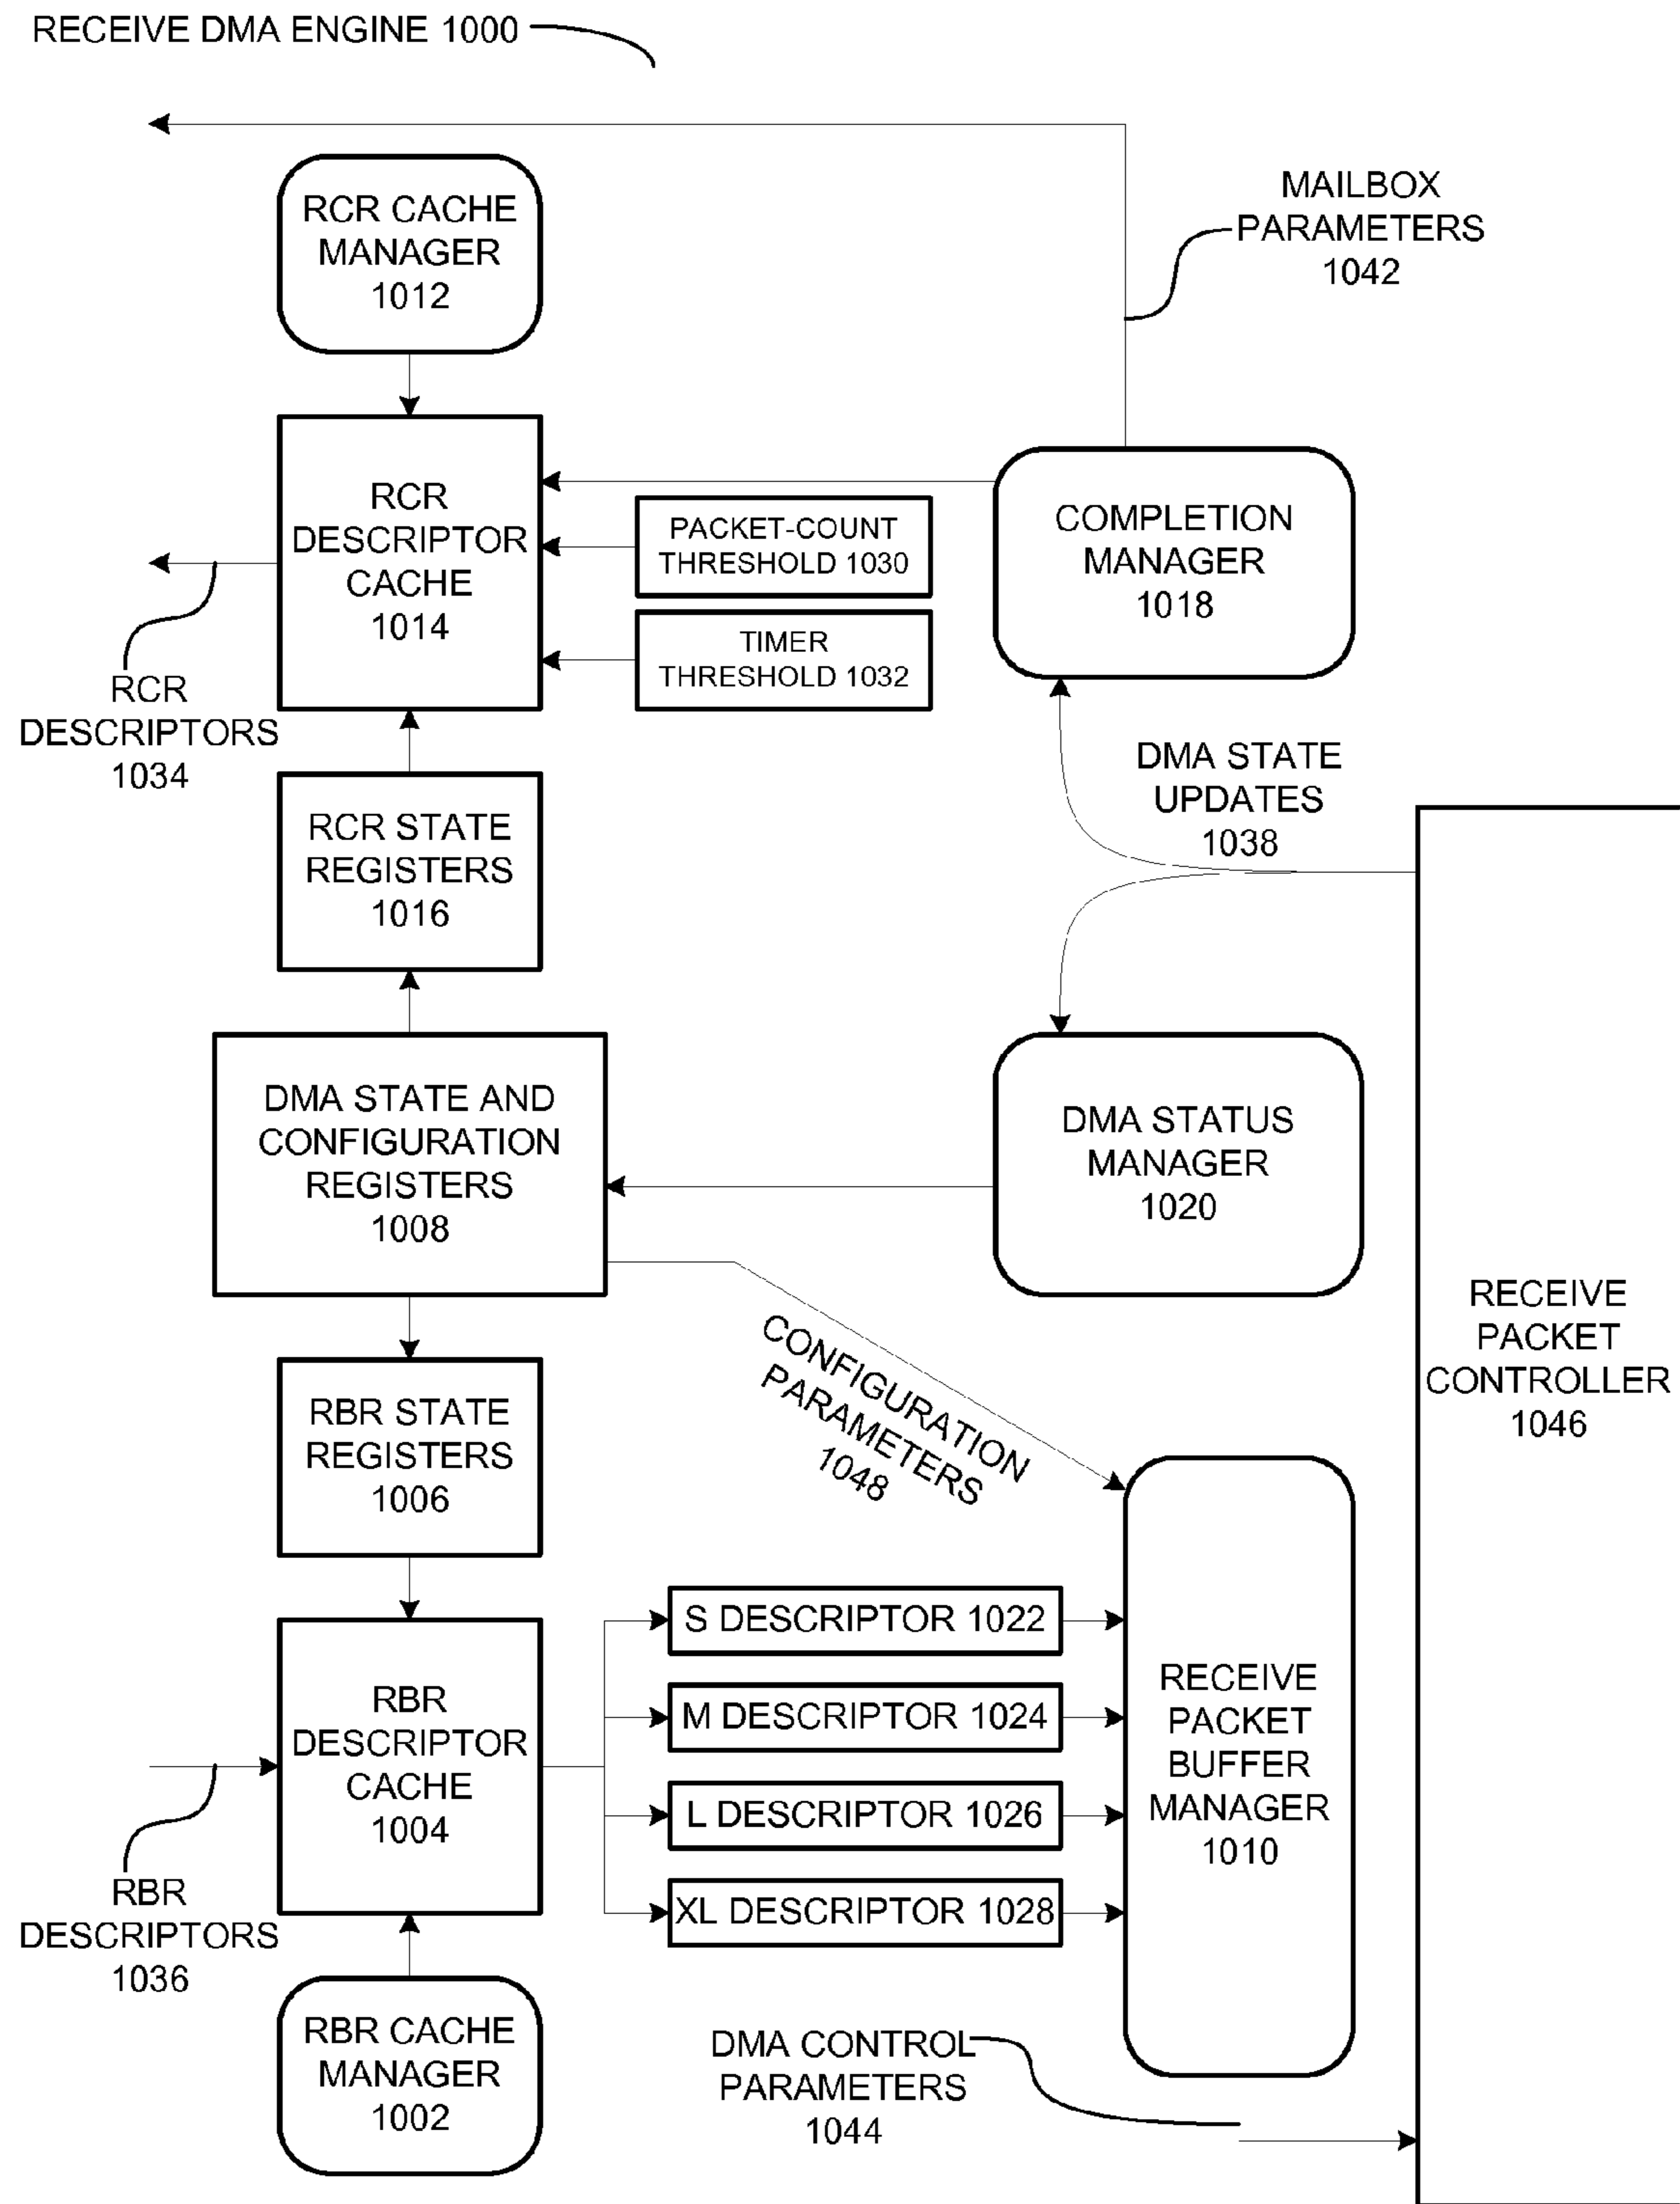 RECEIVE DMA ENGINE 1000
MAILBOX
PARAMETERS
1042
RCR CACHE
MANAGER
1012
RCR
DESCRIPTOR
CACHE
1014
PACKET-COUNT
THRESHOLD 1030
TIMER
THRESHOLD 1032
COMPLETION
MANAGER
1018
RCR
DESCRIPTORS
1034
DMA STATE
UPDATES
1038
RCR STATE
REGISTERS
1016
DMA STATE AND
CONFIGURATION
REGISTERS
1008
DMA STATUS
MANAGER
1020
RECEIVE
PACKET
CONTROLLER
1046
CONFIGURATION
PARAMETERS
1048
RBR STATE
REGISTERS
1006
RBR
DESCRIPTOR
CACHE
1004
S DESCRIPTOR 1022
M DESCRIPTOR 1024
L DESCRIPTOR 1026
XL DESCRIPTOR 1028
RECEIVE
PACKET
BUFFER
MANAGER
1010
RBR
DESCRIPTORS
1036
RBR CACHE
MANAGER
1002
DMA CONTROL
PARAMETERS
1044